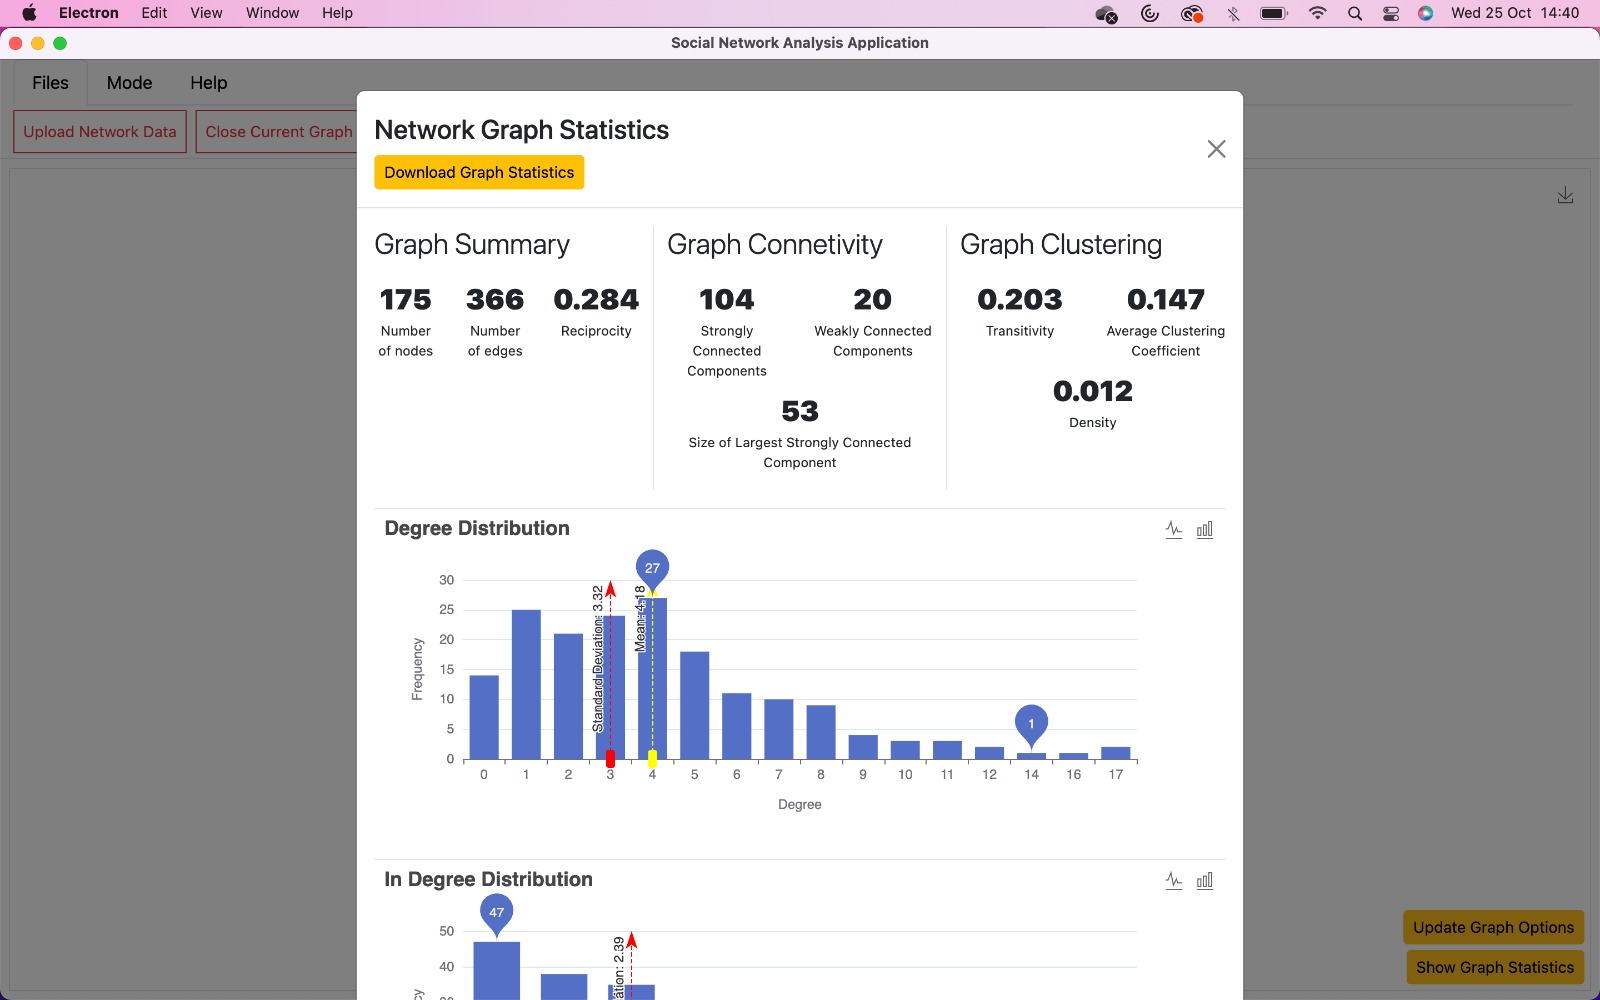 Electron Edit View Window Help Wed 25 Oct 14:40
Social Network Analysis Application
Files Mode Help
Upload Network Data Close Current Graph
Network Graph Statistics
Download Graph Statistics
Graph Summary
175
Number
of nodes
366
Number
of edges
0.284
Reciprocity
Graph Connetivity
104
Strongly
Connected
Components
20
Weakly Connected
Components
53
Size of Largest Strongly Connected
Component
Graph Clustering
0.203
Transitivity
0.147
Average Clustering
Coefficient
0.012
Density
Degree Distribution
27
1
Standard Deviation: 3.32
Mean: 4.18
Frequency
30
25
20
15
10
5
0
0 1 2 3 4 5 6 7 8 9 10 11 12 14 16 17
Degree
In Degree Distribution
47
50
40
ation: 2.39
Update Graph Options
Show Graph Statistics